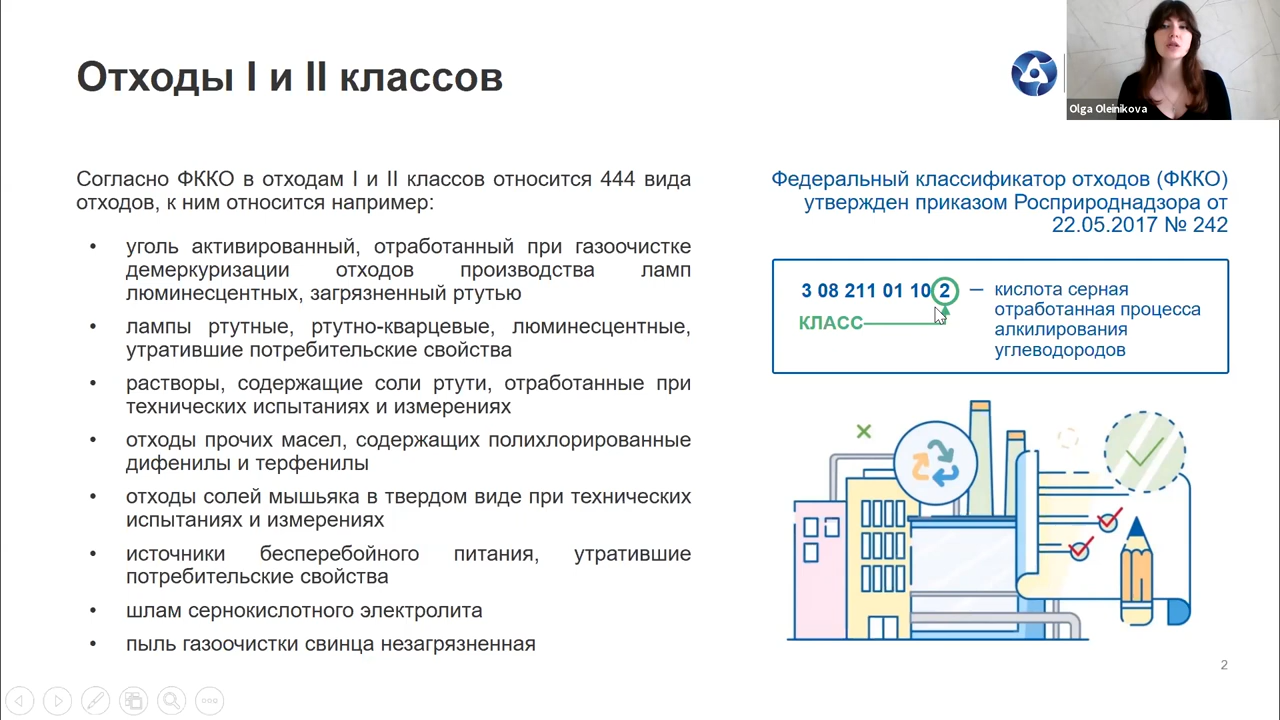 Отходы I и II классов
Olga Oleinikova
Согласно ФККО в отходам I и II классов относится 444 вида
отходов, к ним относится например:
• уголь активированный, отработанный при газоочистке
демеркуризации отходов производства ламп
люминесцентных, загрязненный ртутью
• лампы ртутные, ртутно-кварцевые, люминесцентные,
утратившие потребительские свойства
• растворы, содержащие соли ртути, отработанные при
технических испытаниях и измерениях
• отходы прочих масел, содержащих полихлорированные
дифенилы и терфенилы
• отходы солей мышьяка в твердом виде при технических
испытаниях и измерениях
• источники бесперебойного питания, утратившие
потребительские свойства
• шлам сернокислотного электролита
• пыль газоочистки свинца незагрязненная
Федеральный классификатор отходов (ФККО)
утвержден приказом Росприроднадзора от
22.05.2017 № 242
3 08 211 01 10 2 – кислота серная
отработанная процесса
алкилирования
углеводородов
КЛАСС
2